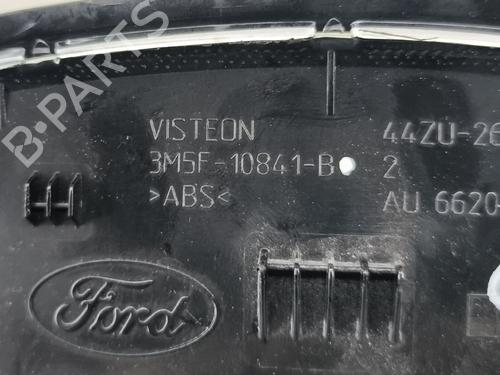 B-PARTS
VISTEON
3M5F-10841-B
>ABS<
44ZU-26
2
AU 6620-
Ford